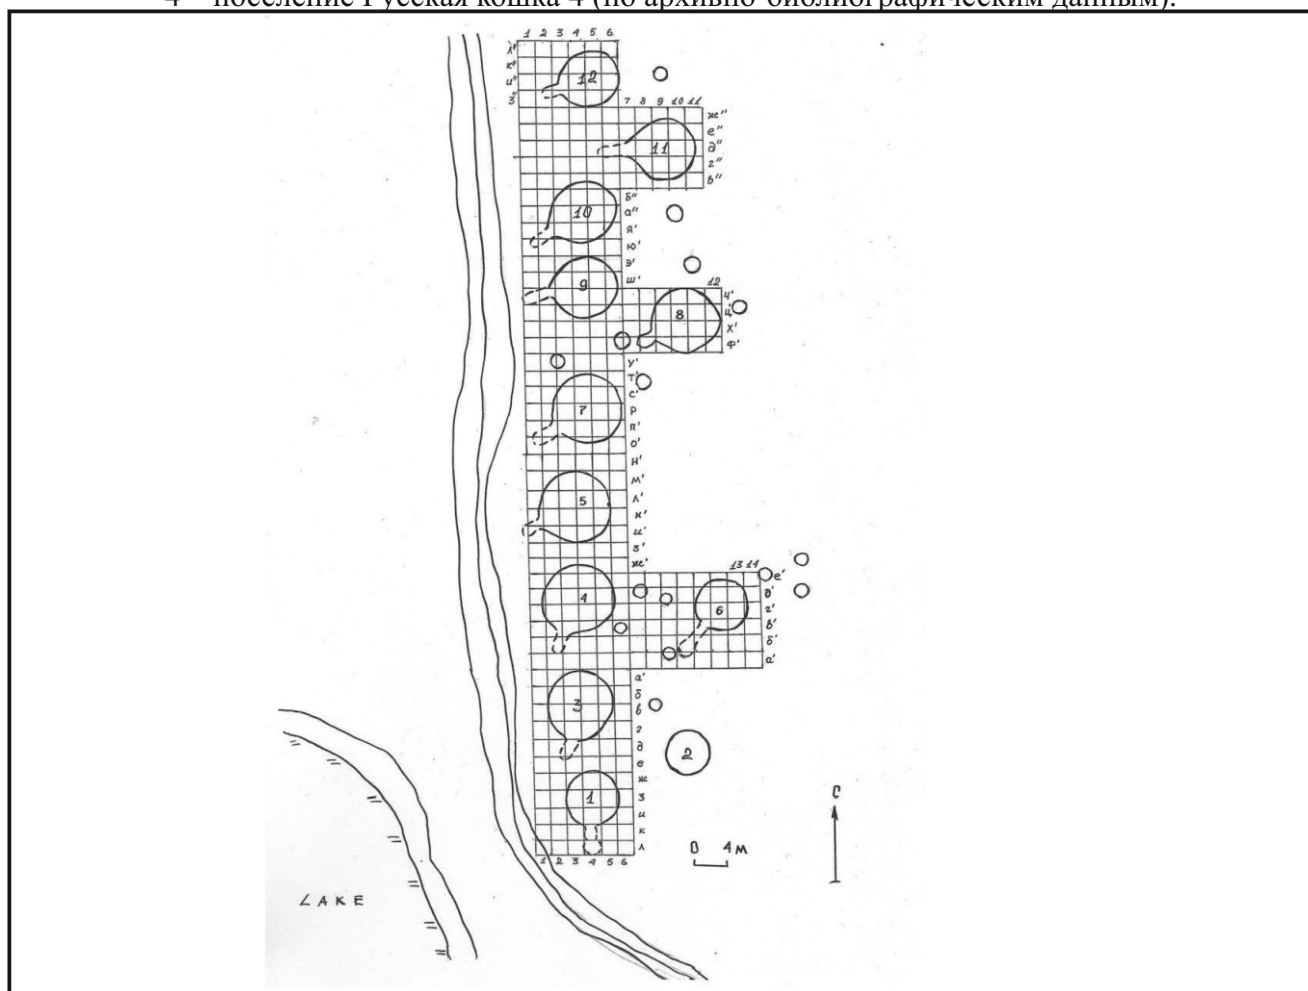 4 – поселение Русская кошка 4 (по архивно-библиографическим данным).
1 2 3 4 5 6
л"
к"
и"
з"
12
7 8 9 10 11
ж"
е"
д"
г"
в"
11
б"
а"
я'
ю'
э'
ш'
10
9
12
ч'
ц'
х'
ф'
8
у'
т'
с'
р
п'
о'
н'
м'
л'
к'
и'
з'
ж'
7
5
13 14
е'
д'
г'
в'
б'
а'
4
6
а'
б
в
г
д
е
ж
з
и
к
л
3
2
1
1 2 3 4 5 6
0 4 м
С
LAKE